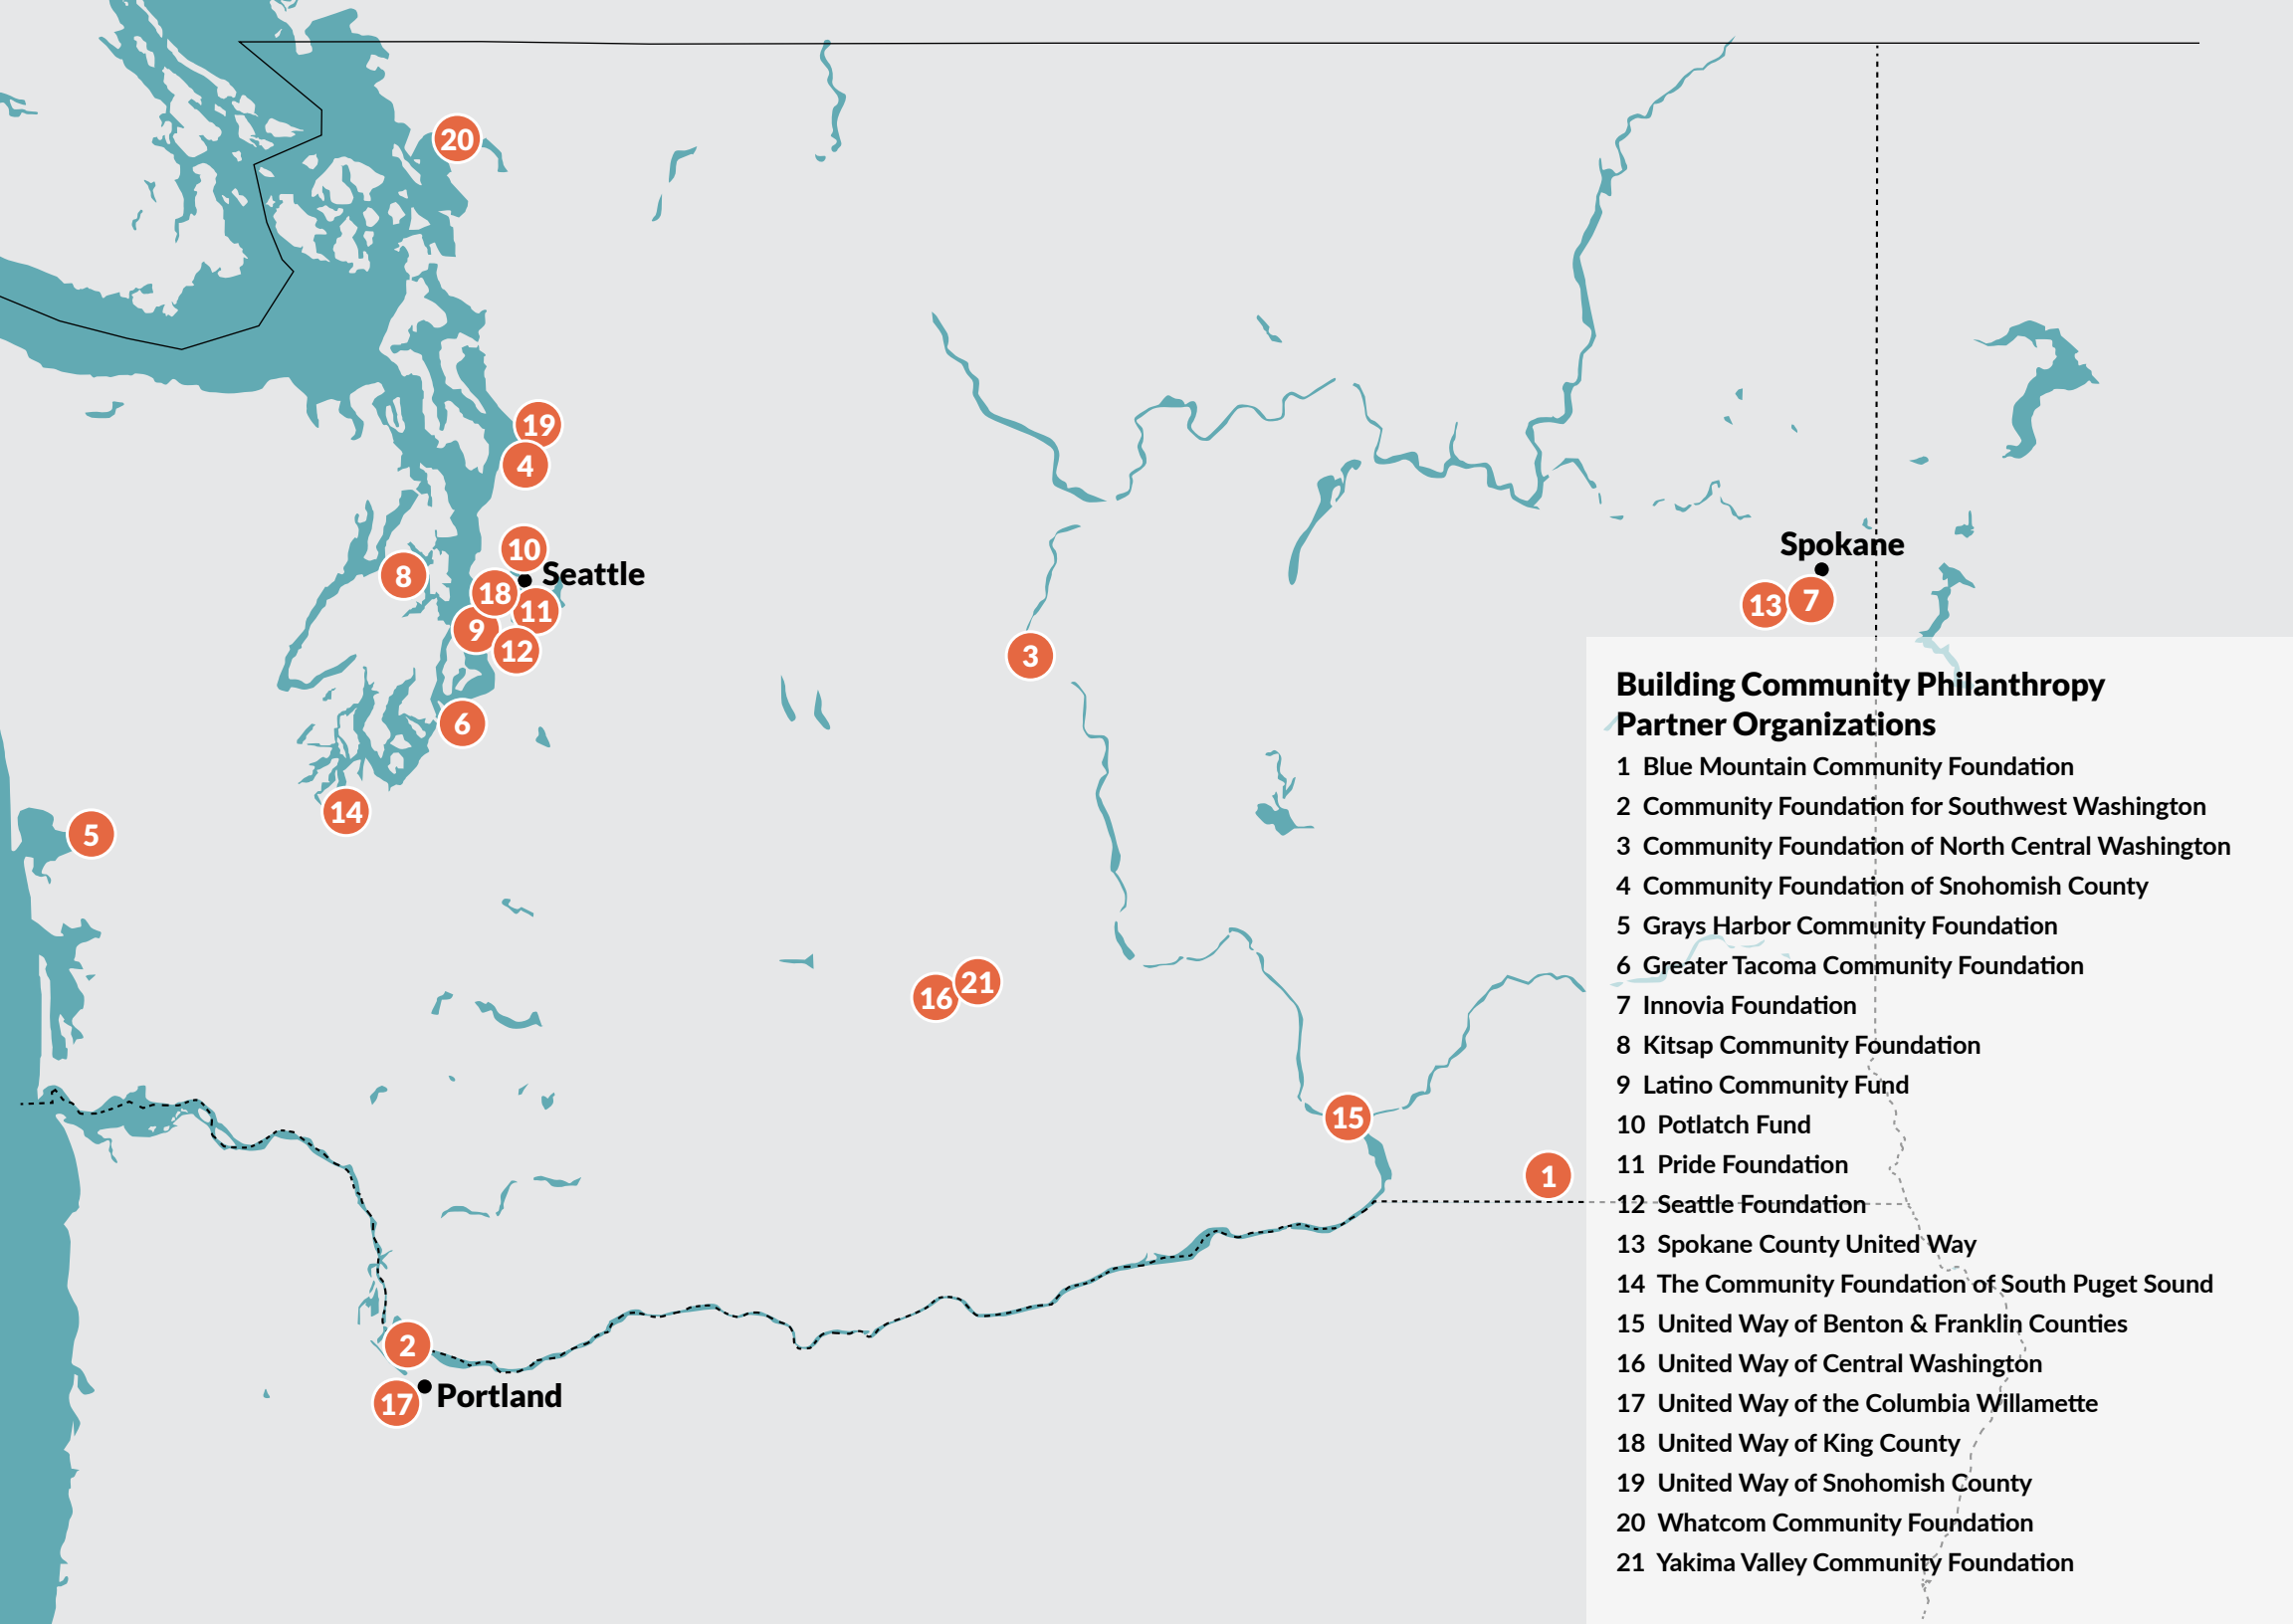 20
19
4
10
Seattle
8
18
11
9
12
3
6
14
5
Spokane
13
7
16
21
15
1
2
17
Portland
Building Community Philanthropy
Partner Organizations
1 Blue Mountain Community Foundation
2 Community Foundation for Southwest Washington
3 Community Foundation of North Central Washington
4 Community Foundation of Snohomish County
5 Grays Harbor Community Foundation
6 Greater Tacoma Community Foundation
7 Innovia Foundation
8 Kitsap Community Foundation
9 Latino Community Fund
10 Potlatch Fund
11 Pride Foundation
12 Seattle Foundation
13 Spokane County United Way
14 The Community Foundation of South Puget Sound
15 United Way of Benton & Franklin Counties
16 United Way of Central Washington
17 United Way of the Columbia Willamette
18 United Way of King County
19 United Way of Snohomish County
20 Whatcom Community Foundation
21 Yakima Valley Community Foundation